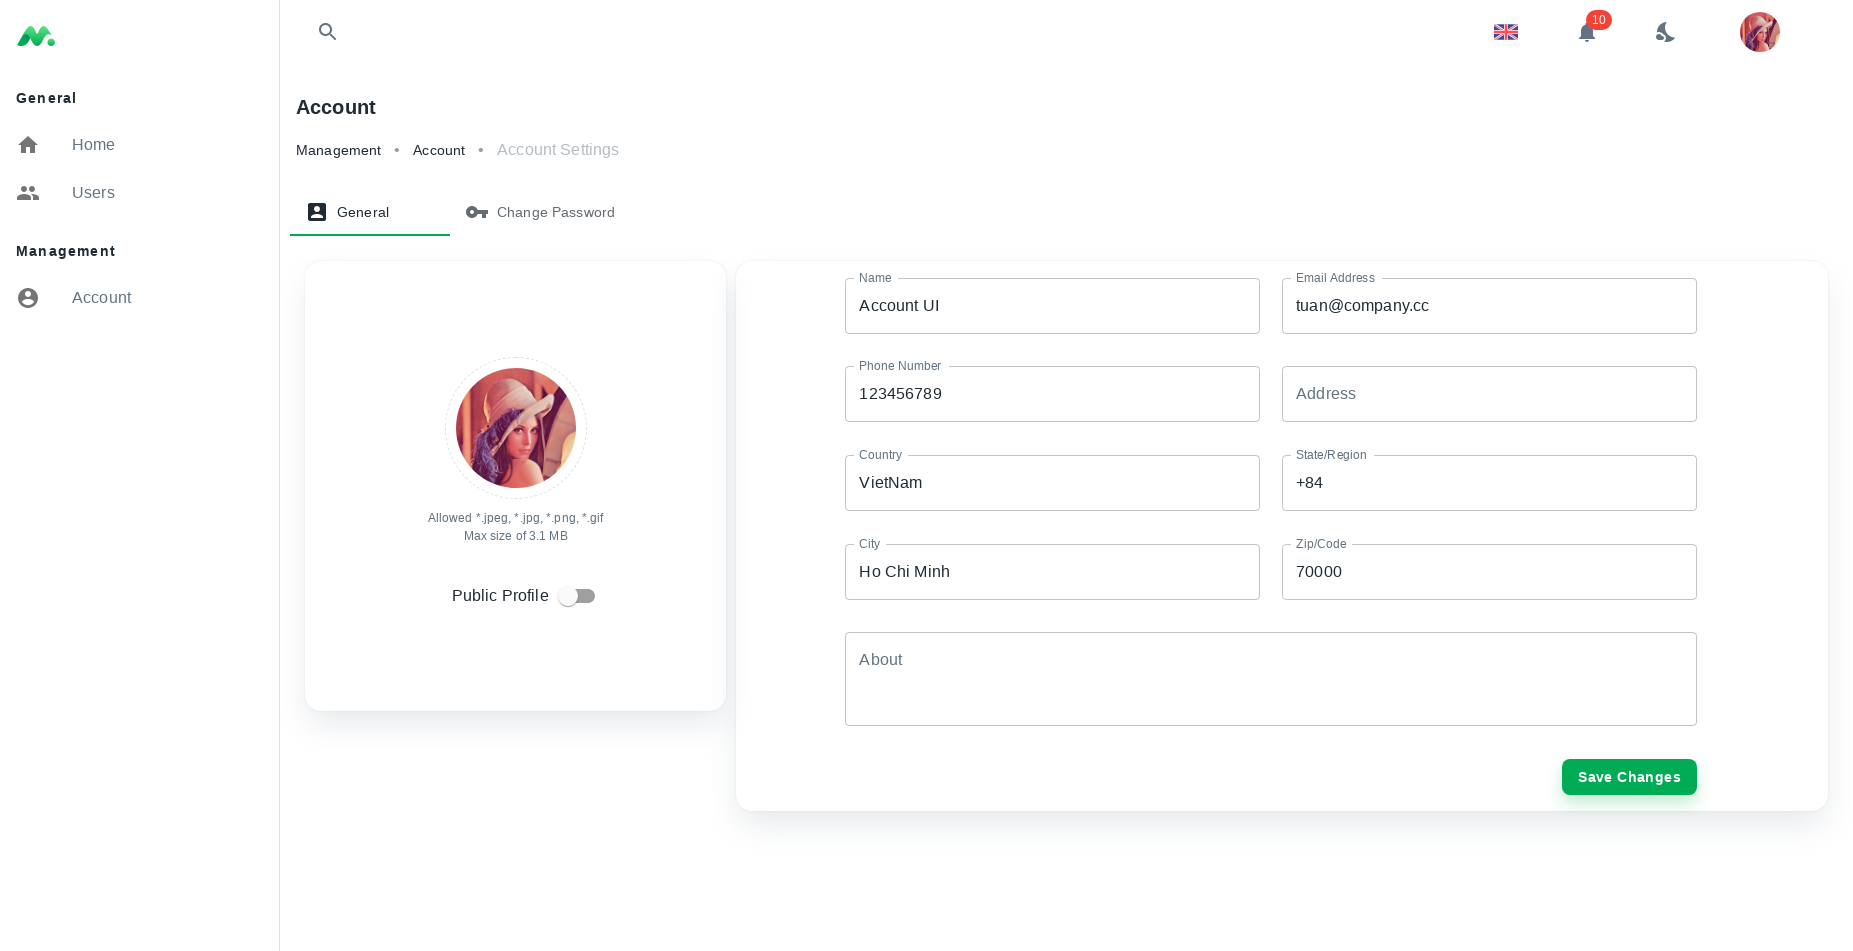 10
General
Home
Users
Management
Account
Account
Management • Account • Account Settings
General
Change Password
Allowed *.jpeg, *.jpg, *.png, *.gif
Max size of 3.1 MB
Public Profile
Name
Account UI
Email Address
tuan@company.cc
Phone Number
123456789
Address
Country
VietNam
State/Region
+84
City
Ho Chi Minh
Zip/Code
70000
About
Save Changes